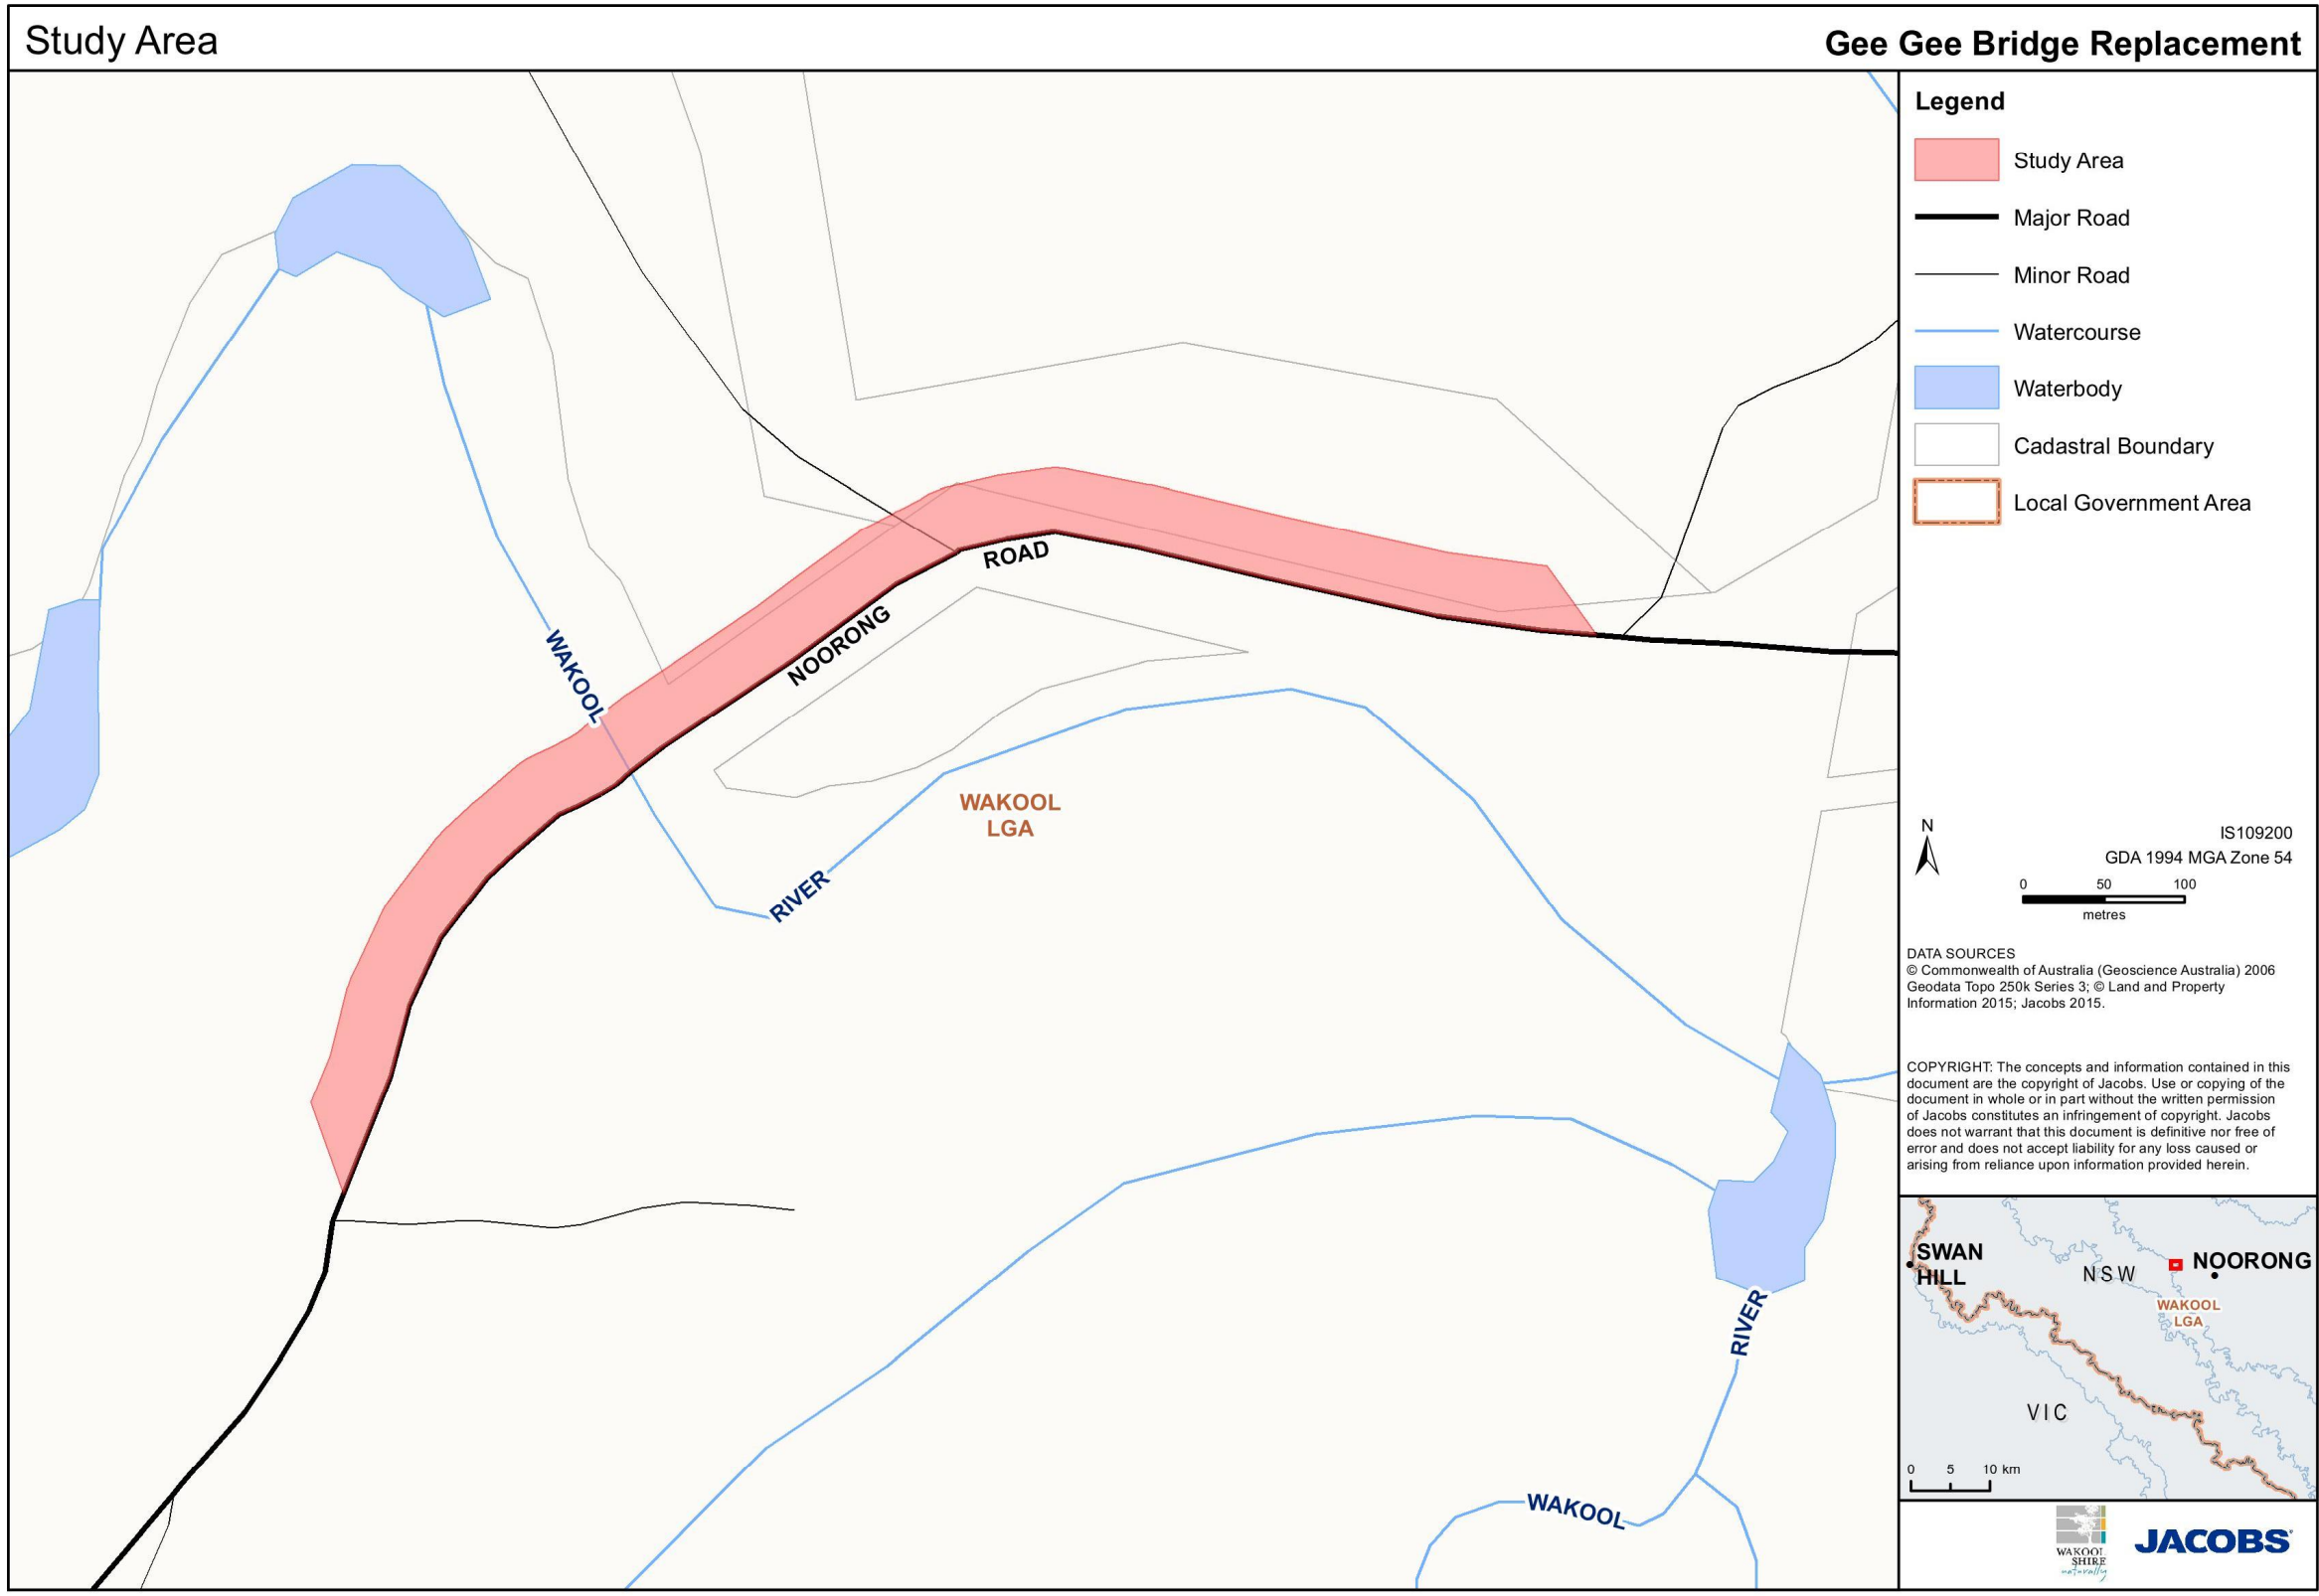 Study Area
Gee Gee Bridge Replacement
WAKOOL
ROAD
NOORONG
WAKOOL
LGA
RIVER
RIVER
WAKOOL
Legend
Study Area
Major Road
Minor Road
Watercourse
Waterbody
Cadastral Boundary
Local Government Area
N
IS109200
GDA 1994 MGA Zone 54
0 50 100
metres
DATA SOURCES
© Commonwealth of Australia (Geoscience Australia) 2006
Geodata Topo 250k Series 3; © Land and Property
Information 2015; Jacobs 2015.
COPYRIGHT: The concepts and information contained in this
document are the copyright of Jacobs. Use or copying of the
document in whole or in part without the written permission
of Jacobs constitutes an infringement of copyright. Jacobs
does not warrant that this document is definitive nor free of
error and does not accept liability for any loss caused or
arising from reliance upon information provided herein.
SWAN
HILL
NSW
NOORONG
WAKOOL
LGA
VIC
0 5 10 km
WAKOOL
SHIRE
naturally
JACOBS